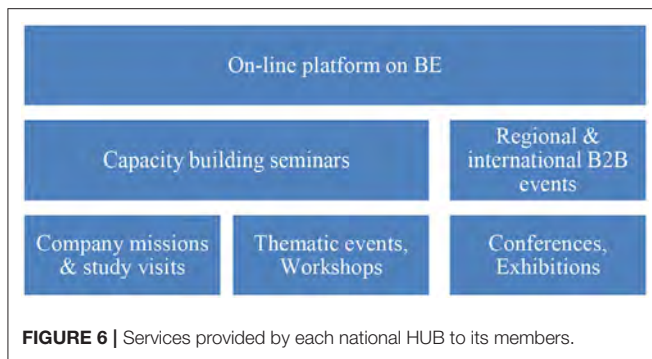 On-line platform on BE
Capacity building seminars
Regional &
international B2B
events
Company missions
& study visits
Thematic events,
Workshops
Conferences,
Exhibitions
FIGURE 6 | Services provided by each national HUB to its members.